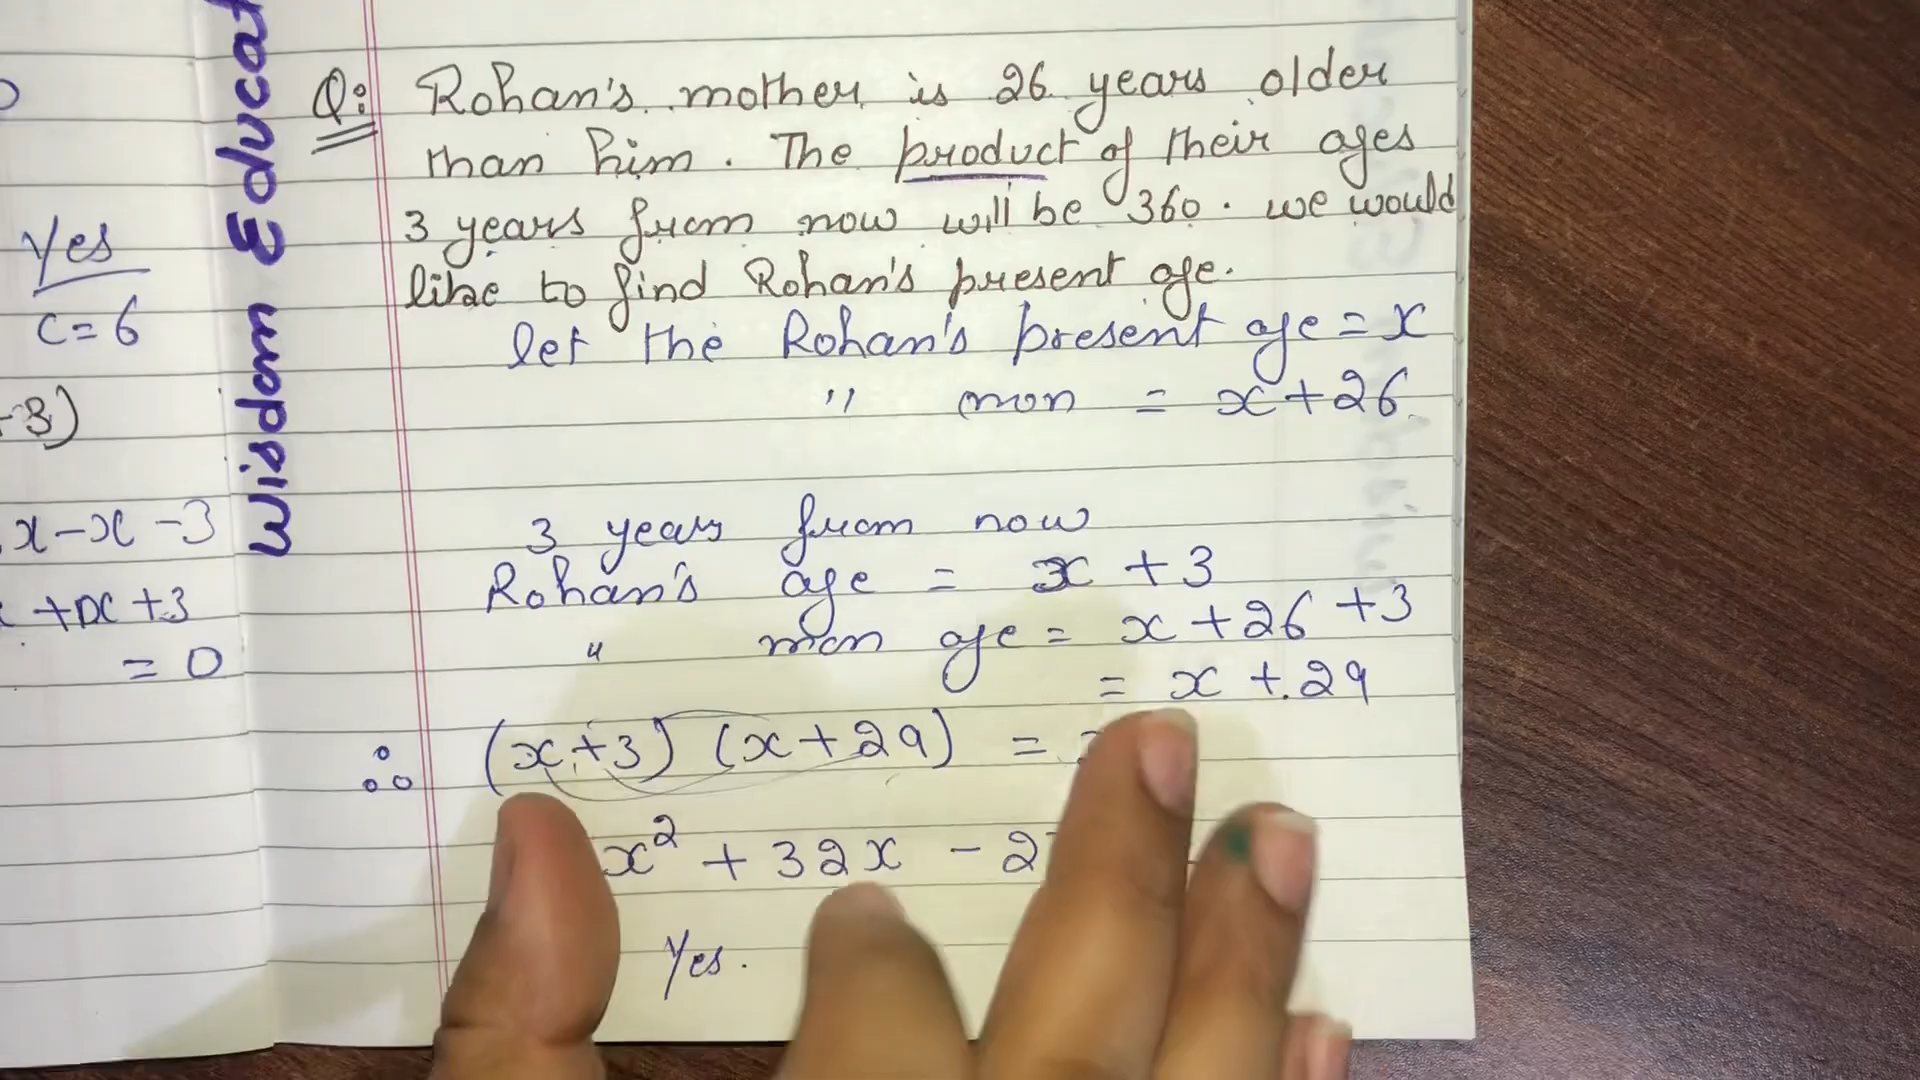 Wisdom Educat
Yes
c = 6
-3)
x - x - 3
+ x + 3
= 0
Q: Rohan's mother is 26 years older
than him. The product of their ages
3 years from now will be 360. we would
like to find Rohan's present age.
let the Rohan's present age = x
" mom = x + 26
3 years from now
Rohan's age = x + 3
" mom age = x + 26 + 3
= x + 29
∴ (x + 3) (x + 29) =
x² + 32x - 2
Yes.